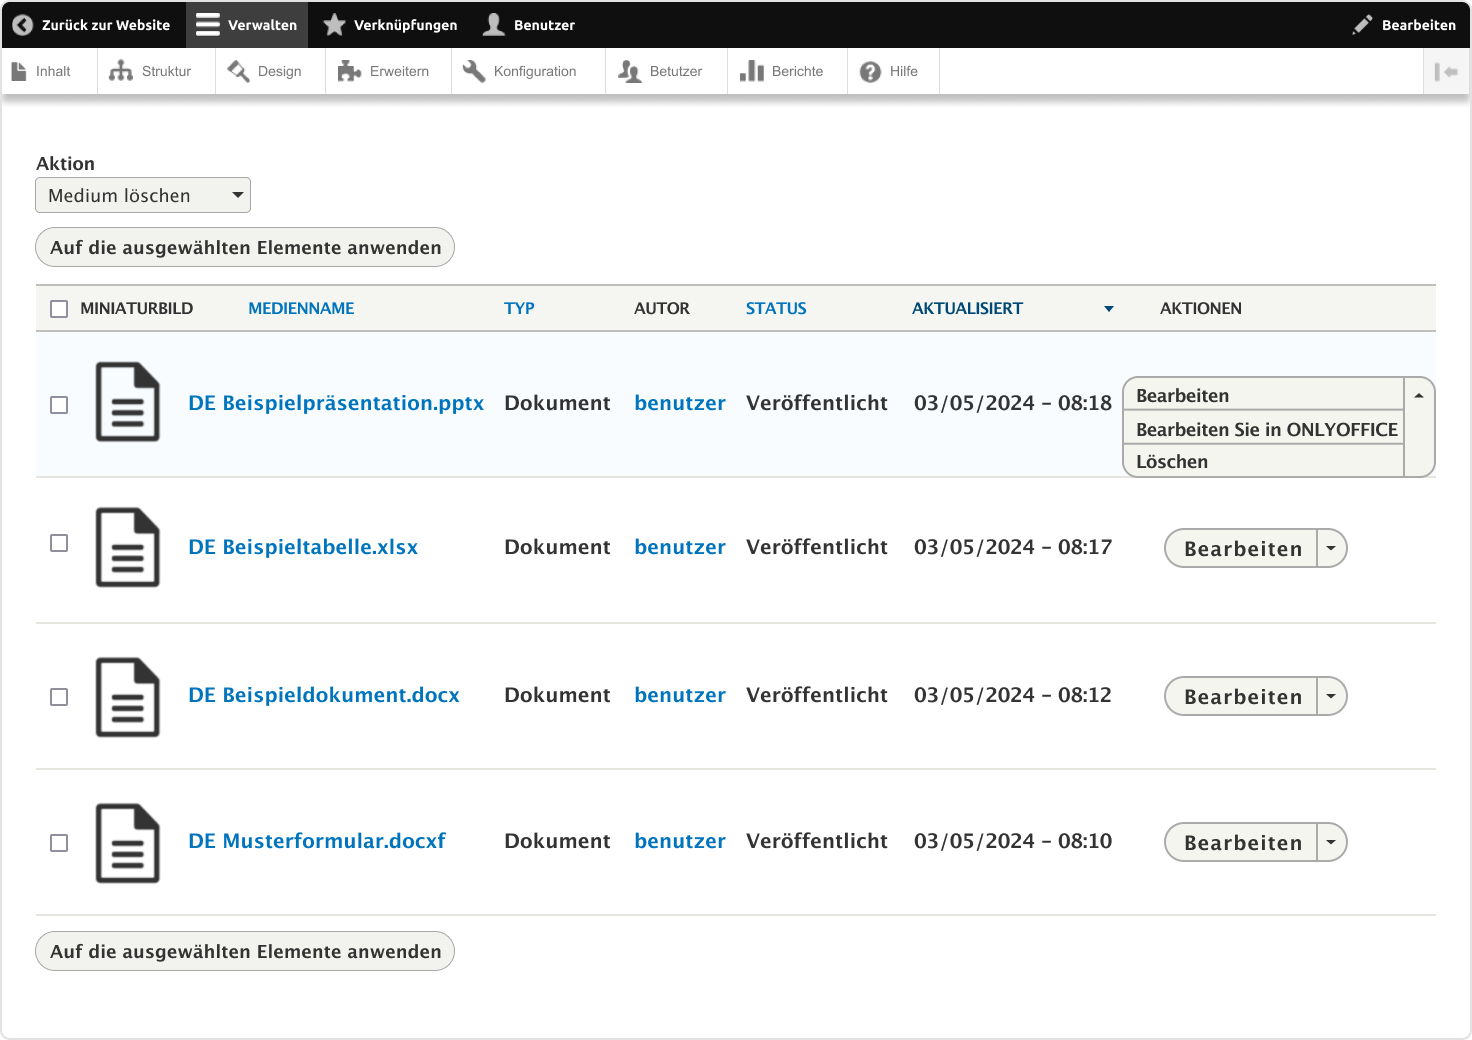 Zurück zur Website Verwalten Verknüpfungen Benutzer Bearbeiten
Inhalt Struktur Design Erweitern Konfiguration Betutzer Berichte Hilfe
Aktion
Medium löschen
Auf die ausgewählten Elemente anwenden
MINIATURBILD MEDIENNAME TYP AUTOR STATUS AKTUALISIERT AKTIONEN
DE Beispielpräsentation.pptx Dokument benutzer Veröffentlicht 03/05/2024 – 08:18 Bearbeiten
Bearbeiten Sie in ONLYOFFICE
Löschen
DE Beispieltabelle.xlsx Dokument benutzer Veröffentlicht 03/05/2024 – 08:17 Bearbeiten
DE Beispieldokument.docx Dokument benutzer Veröffentlicht 03/05/2024 – 08:12 Bearbeiten
DE Musterformular.docxf Dokument benutzer Veröffentlicht 03/05/2024 – 08:10 Bearbeiten
Auf die ausgewählten Elemente anwenden